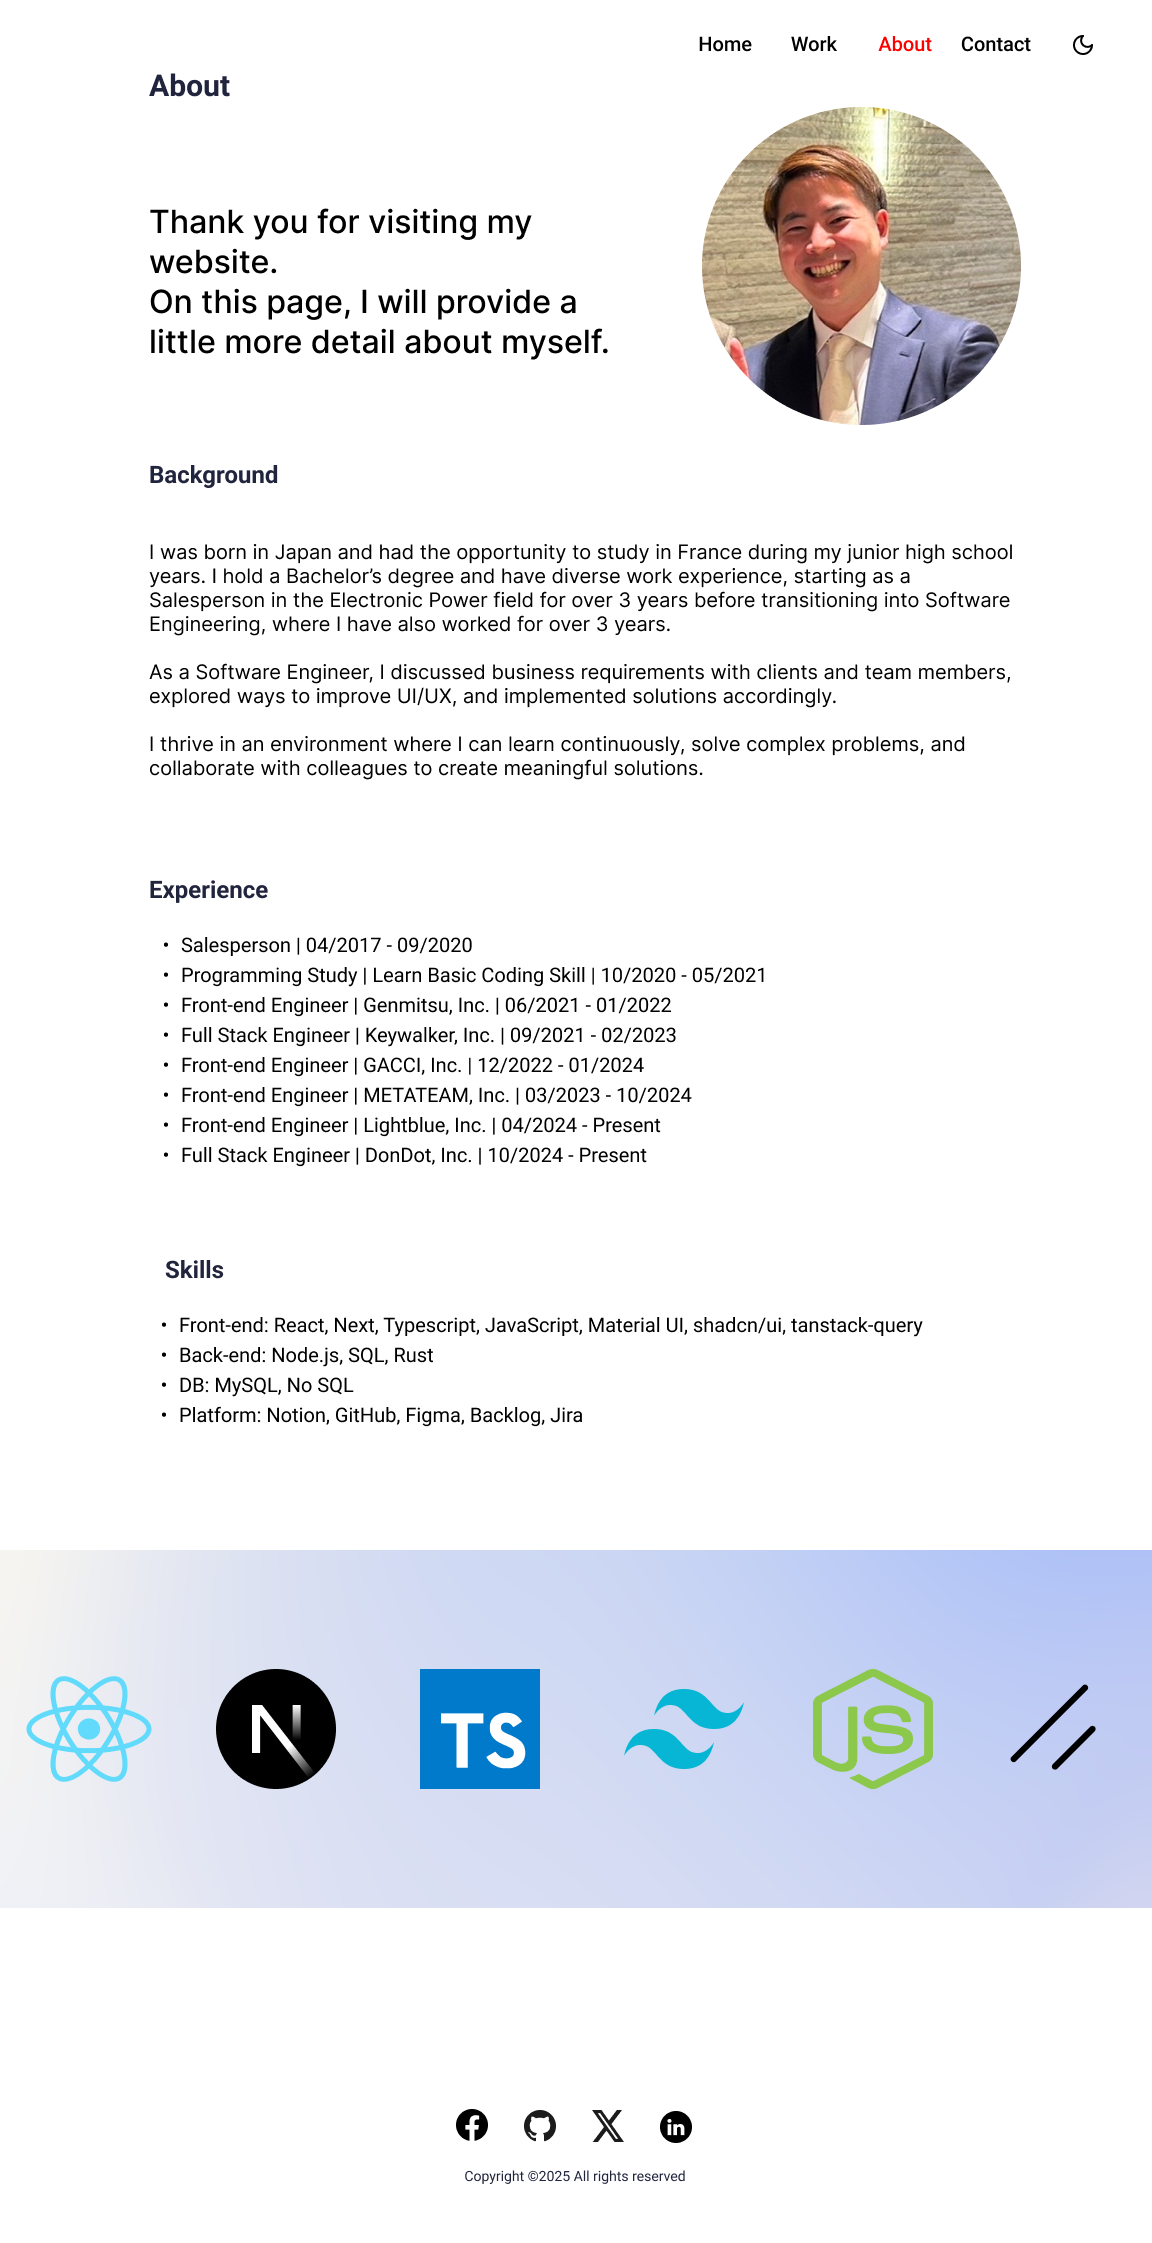 Home Work About Contact
About
Thank you for visiting my
website.
On this page, I will provide a
little more detail about myself.
Background
I was born in Japan and had the opportunity to study in France during my junior high school
years. I hold a Bachelor’s degree and have diverse work experience, starting as a
Salesperson in the Electronic Power field for over 3 years before transitioning into Software
Engineering, where I have also worked for over 3 years.
As a Software Engineer, I discussed business requirements with clients and team members,
explored ways to improve UI/UX, and implemented solutions accordingly.
I thrive in an environment where I can learn continuously, solve complex problems, and
collaborate with colleagues to create meaningful solutions.
Experience
• Salesperson | 04/2017 - 09/2020
• Programming Study | Learn Basic Coding Skill | 10/2020 - 05/2021
• Front-end Engineer | Genmitsu, Inc. | 06/2021 - 01/2022
• Full Stack Engineer | Keywalker, Inc. | 09/2021 - 02/2023
• Front-end Engineer | GACCI, Inc. | 12/2022 - 01/2024
• Front-end Engineer | METATEAM, Inc. | 03/2023 - 10/2024
• Front-end Engineer | Lightblue, Inc. | 04/2024 - Present
• Full Stack Engineer | DonDot, Inc. | 10/2024 - Present
Skills
• Front-end: React, Next, Typescript, JavaScript, Material UI, shadcn/ui, tanstack-query
• Back-end: Node.js, SQL, Rust
• DB: MySQL, No SQL
• Platform: Notion, GitHub, Figma, Backlog, Jira
N TS JS
f X in
Copyright ©2025 All rights reserved